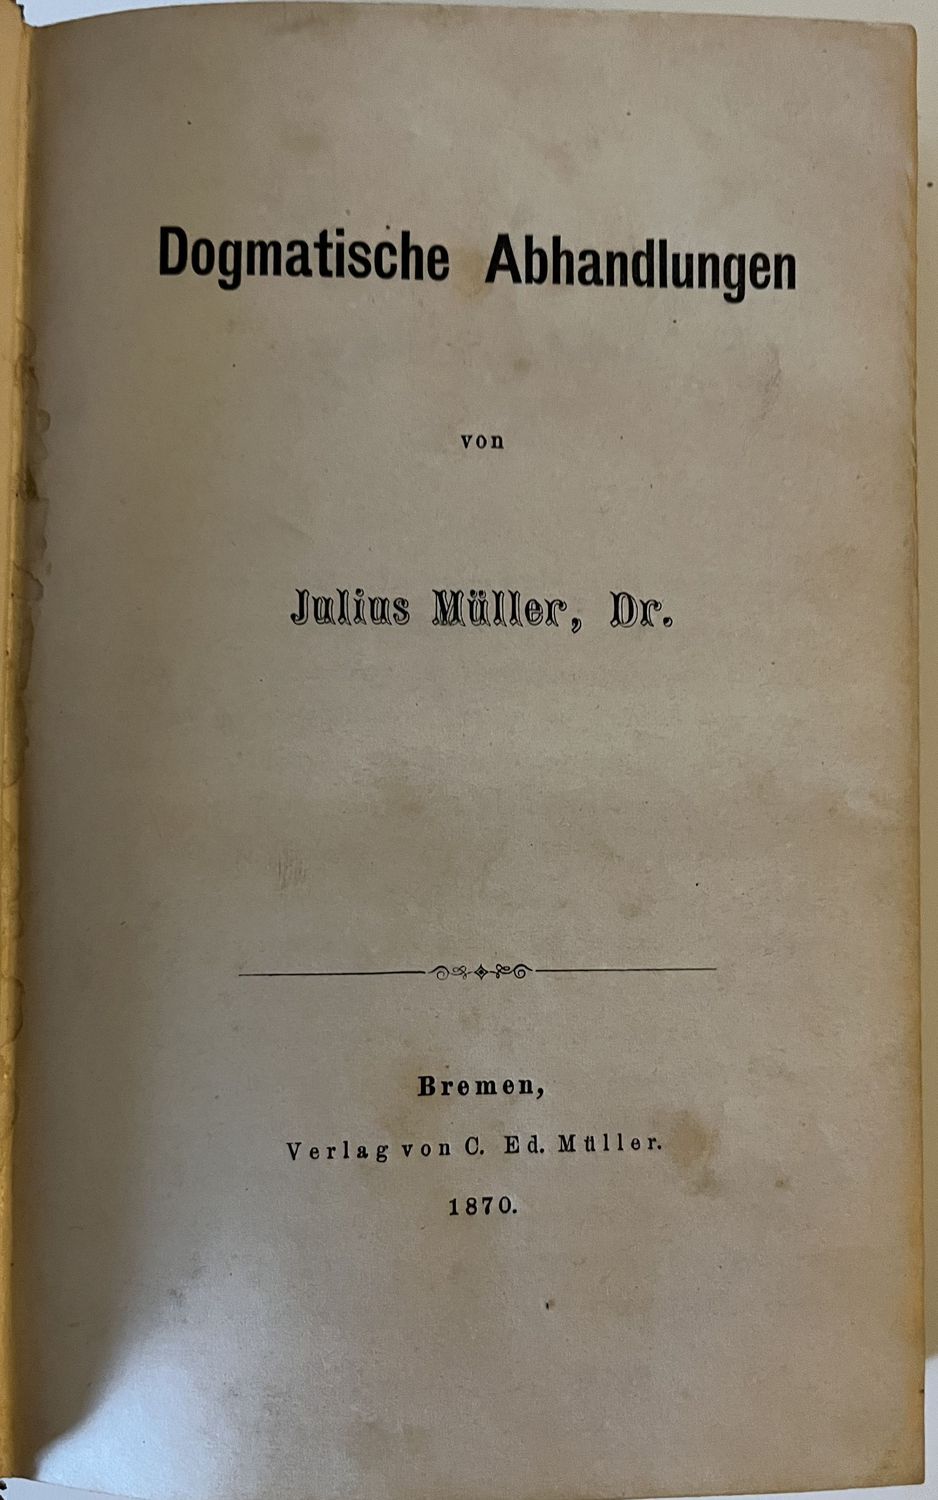 Dogmatische Abhandlungen
von
Julius Müller, Dr.
Bremen,
Verlag von C. Ed. Müller.
1870.